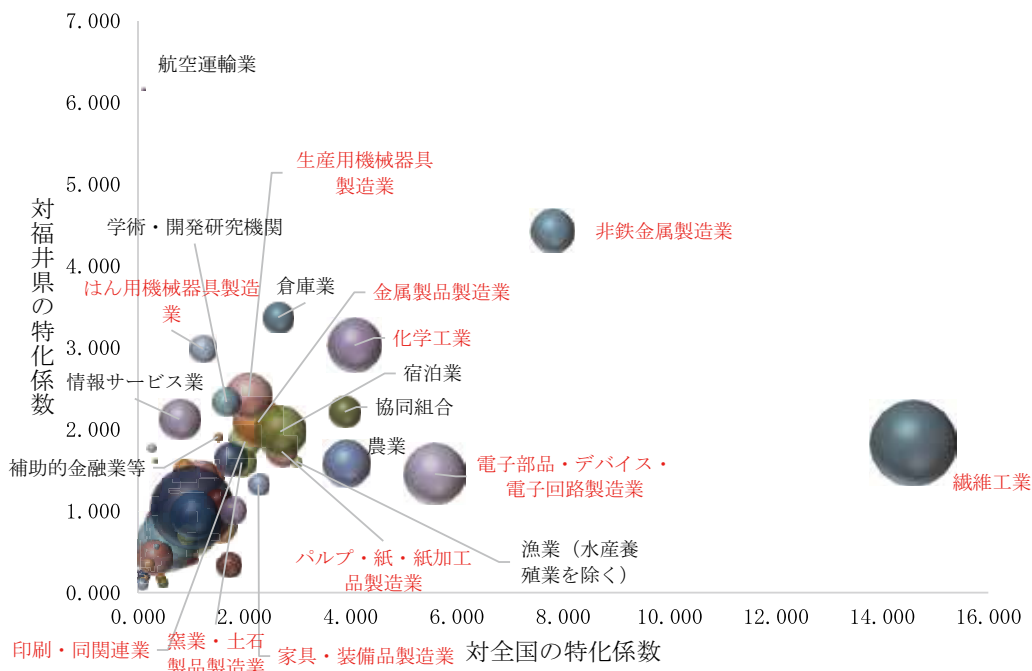 7.000
航空運輸業
6.000
生産用機械器具
製造業
5.000
対福井県の特化係数
学術・開発研究機関
非鉄金属製造業
4.000
はん用機械器具製造
業
倉庫業
金属製品製造業
化学工業
3.000
宿泊業
情報サービス業
協同組合
2.000
農業
補助的金融業等
電子部品・デバイス・
電子回路製造業
繊維工業
1.000
パルプ・紙・紙加工
品製造業
漁業（水産養
殖業を除く）
0.000
0.000
2.000
4.000
6.000
8.000
10.000
12.000
14.000
16.000
印刷・同関連業
窯業・土石
製品製造業
家具・装備品製造業
対全国の特化係数